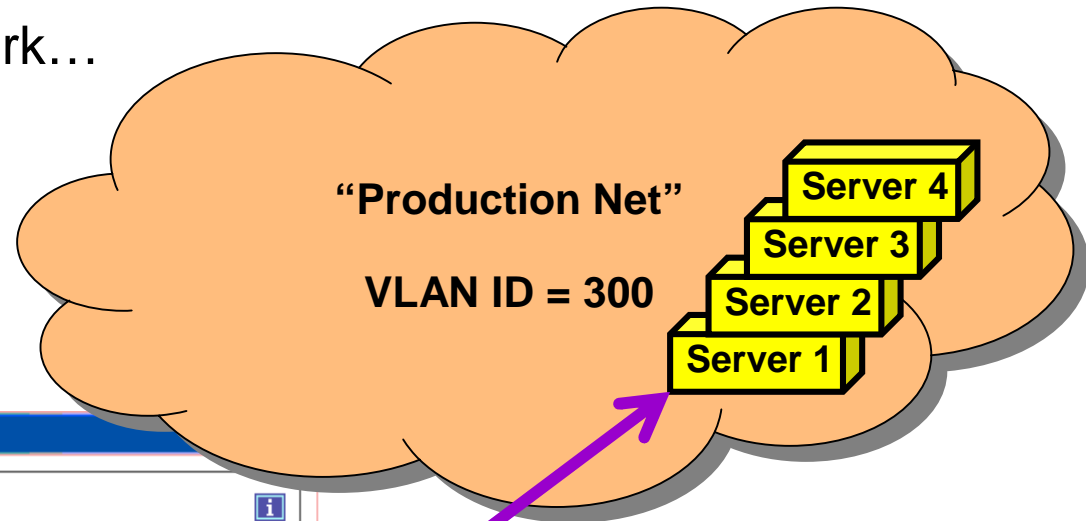 rk…
“Production Net”
VLAN ID = 300
Server 4
Server 3
Server 2
Server 1
i